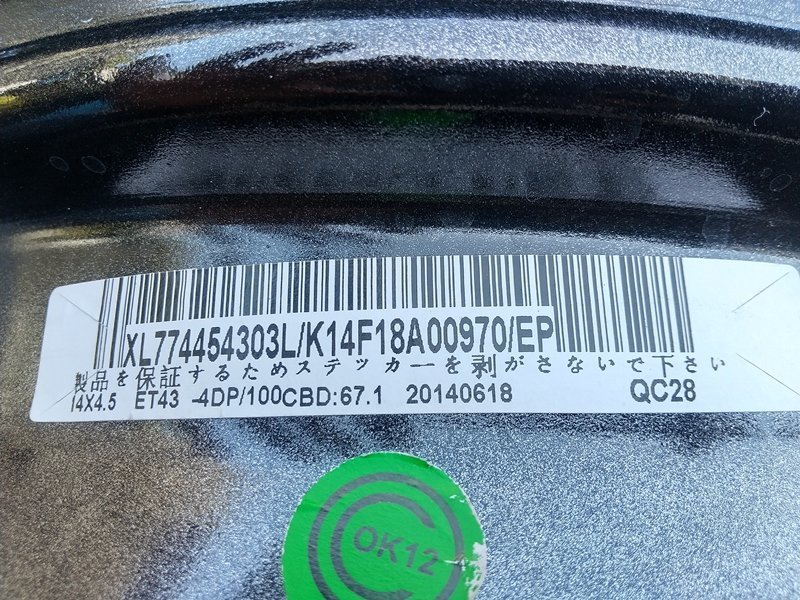 XL774454303L/K14F18A00970/EP
製品を保証するためステッカーを剥がさないで下さい
14X4.5 ET43 -4DP/100CBD:67.1 20140618 QC28
OK12